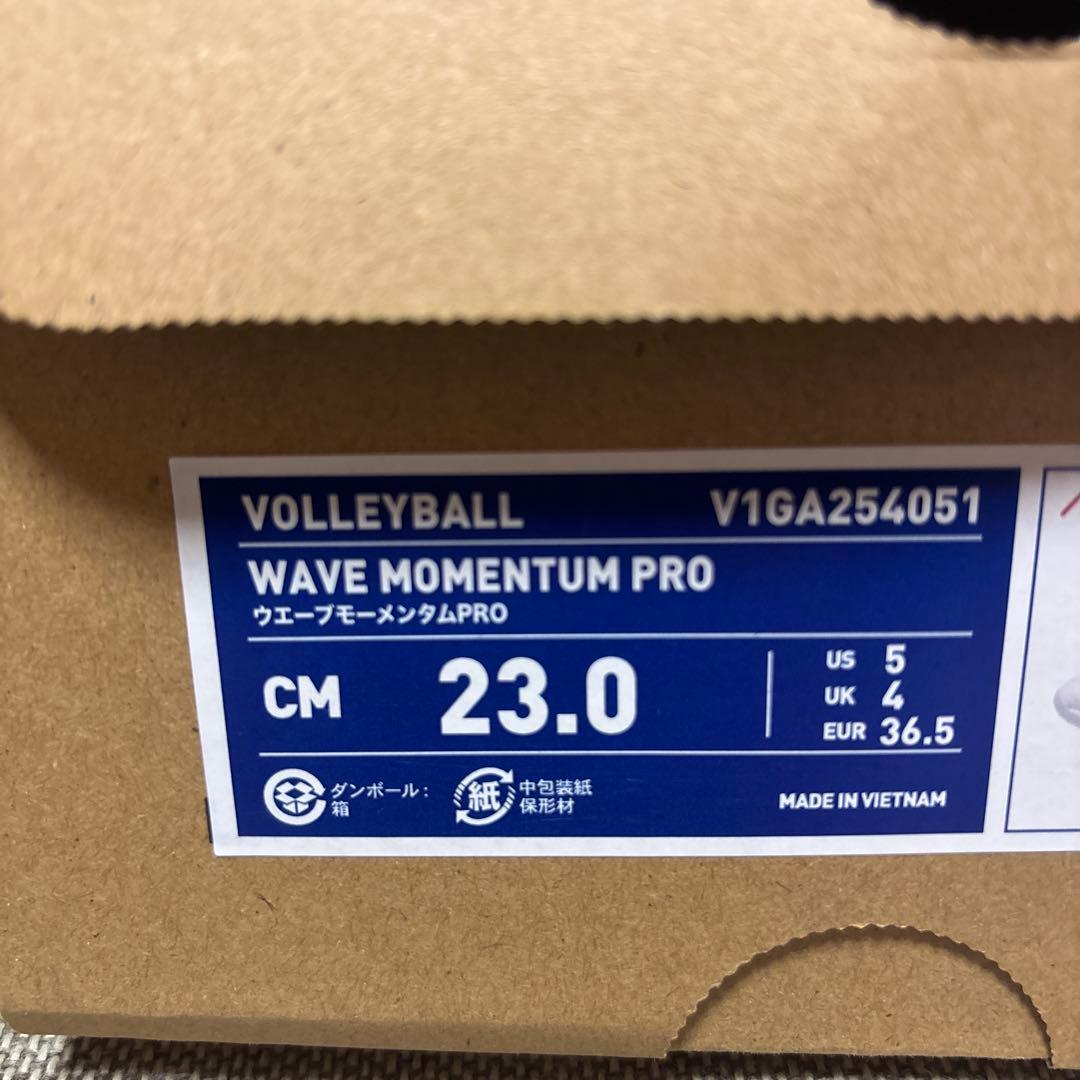 VOLLEYBALL V1GA254051
WAVE MOMENTUM PRO
ウエーブモーメンタムPRO
CM 23.0
US 5
UK 4
EUR 36.5
ダンボール:
箱
紙
中包装紙
保形材
MADE IN VIETNAM